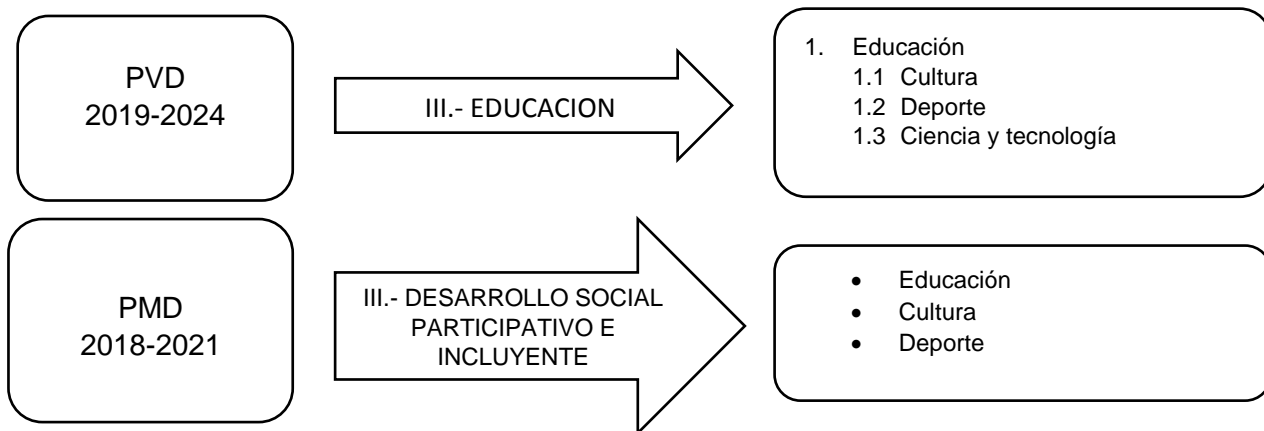 PVD
2019-2024
III.- EDUCACION
1. Educación
1.1 Cultura
1.2 Deporte
1.3 Ciencia y tecnología
PMD
2018-2021
III.- DESARROLLO SOCIAL
PARTICIPATIVO E
INCLUYENTE
• Educación
• Cultura
• Deporte